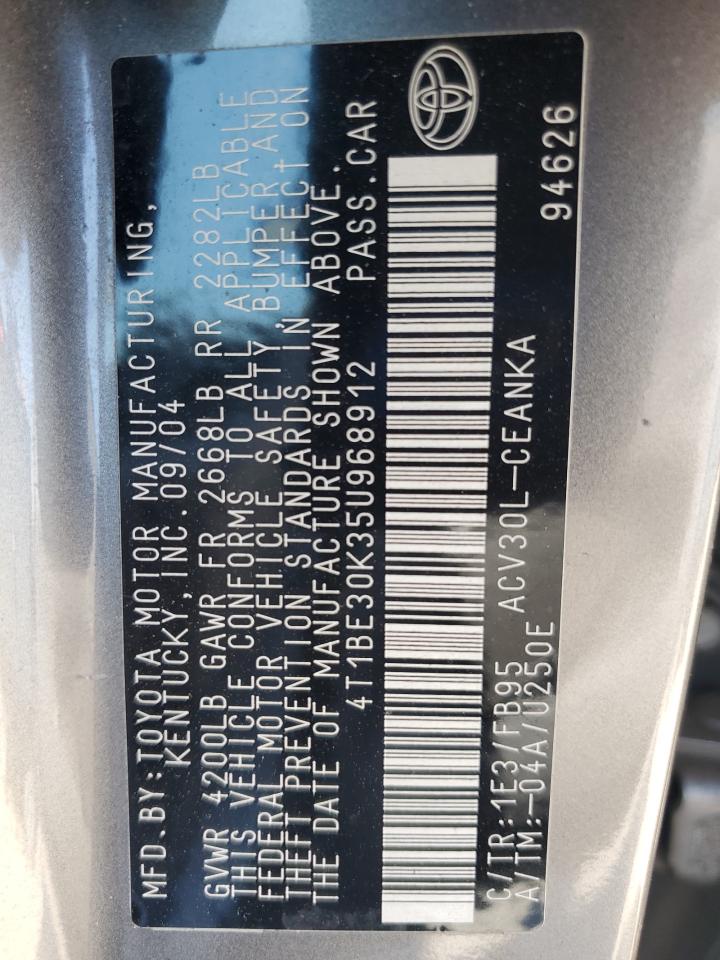 MFD.BY:TOYOTA MOTOR MANUFACTURING,
KENTUCKY,INC.09/04
GVWR 4200LB GAWR FR 2668LB RR 2282LB
THIS VEHICLE CONFORMS TO ALL APPLICABLE
FEDERAL MOTOR VEHICLE SAFETY,BUMPER,AND
THEFT PREVENTION STANDARDS IN EFFECT ON
THE DATE OF MANUFACTURE SHOWN ABOVE.
4T1BE30K35U968912 PASS.CAR
C/TR:1E3/FB95 ACV30L-CEANKA
A/TM:-04A/U250E
94626